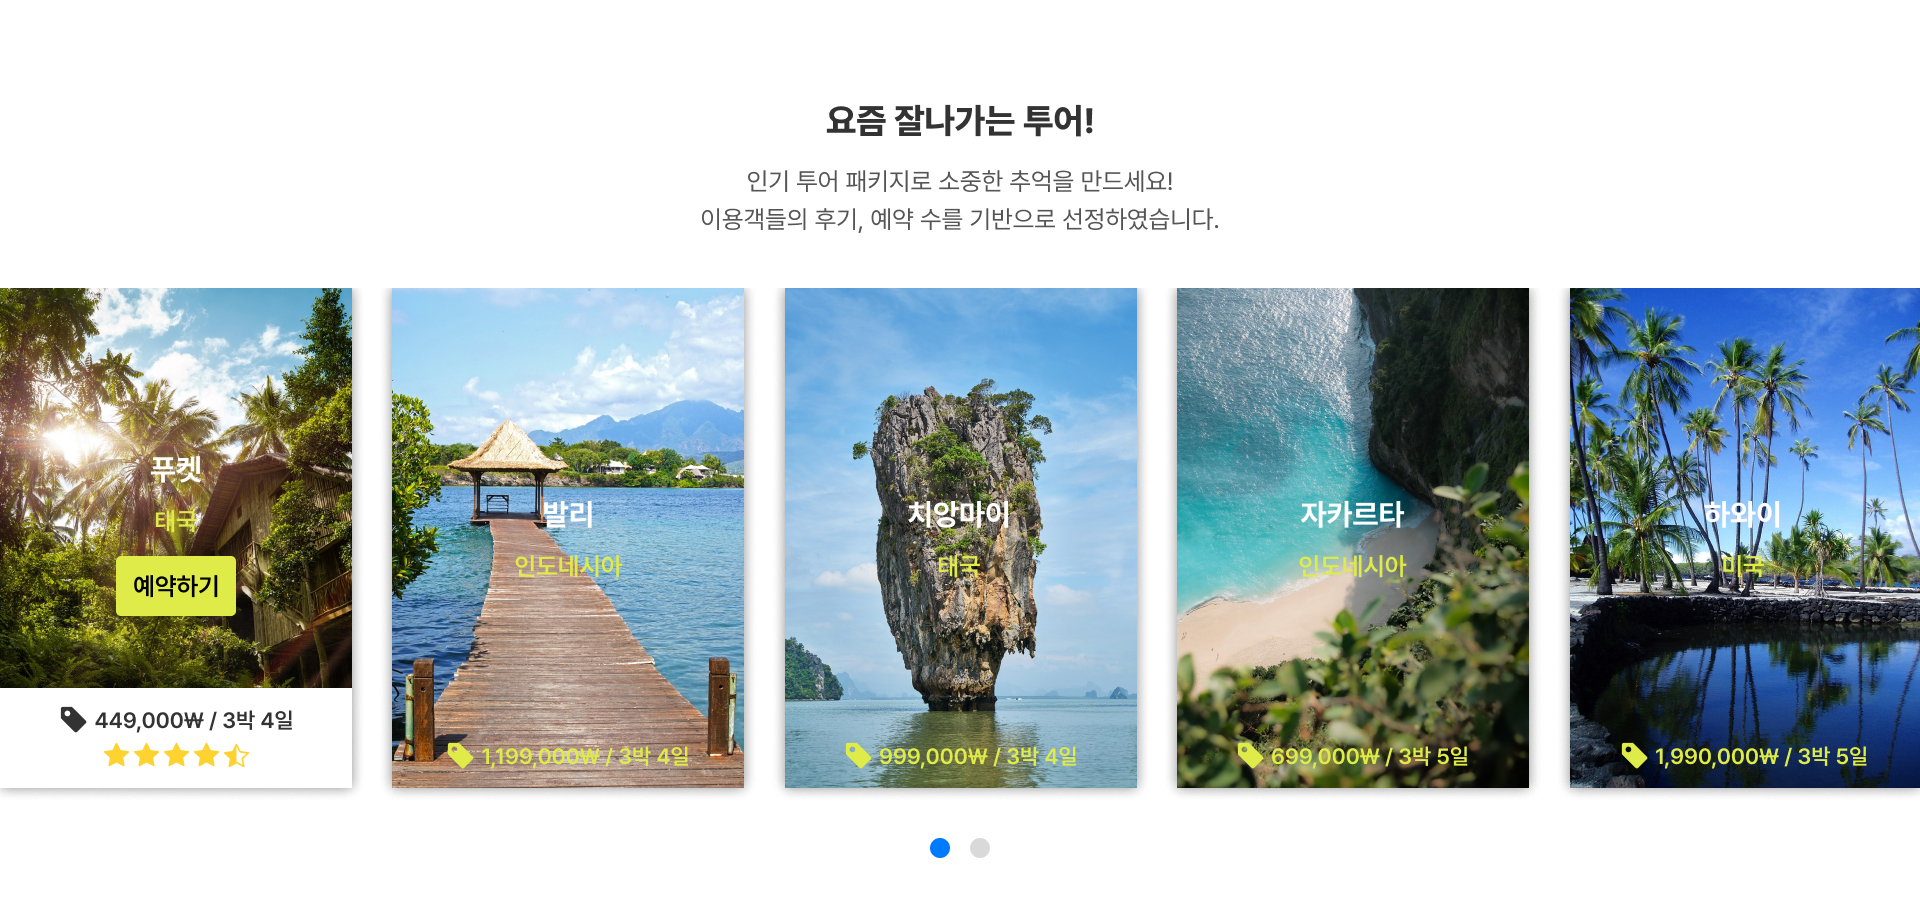 요즘 잘나가는 투어!
인기 투어 패키지로 소중한 추억을 만드세요!
이용객들의 후기, 예약 수를 기반으로 선정하였습니다.
푸켓
태국
예약하기
449,000₩ / 3박 4일
발리
인도네시아
1,199,000₩ / 3박 4일
치앙마이
태국
999,000₩ / 3박 4일
자카르타
인도네시아
699,000₩ / 3박 5일
하와이
미국
1,990,000₩ / 3박 5일